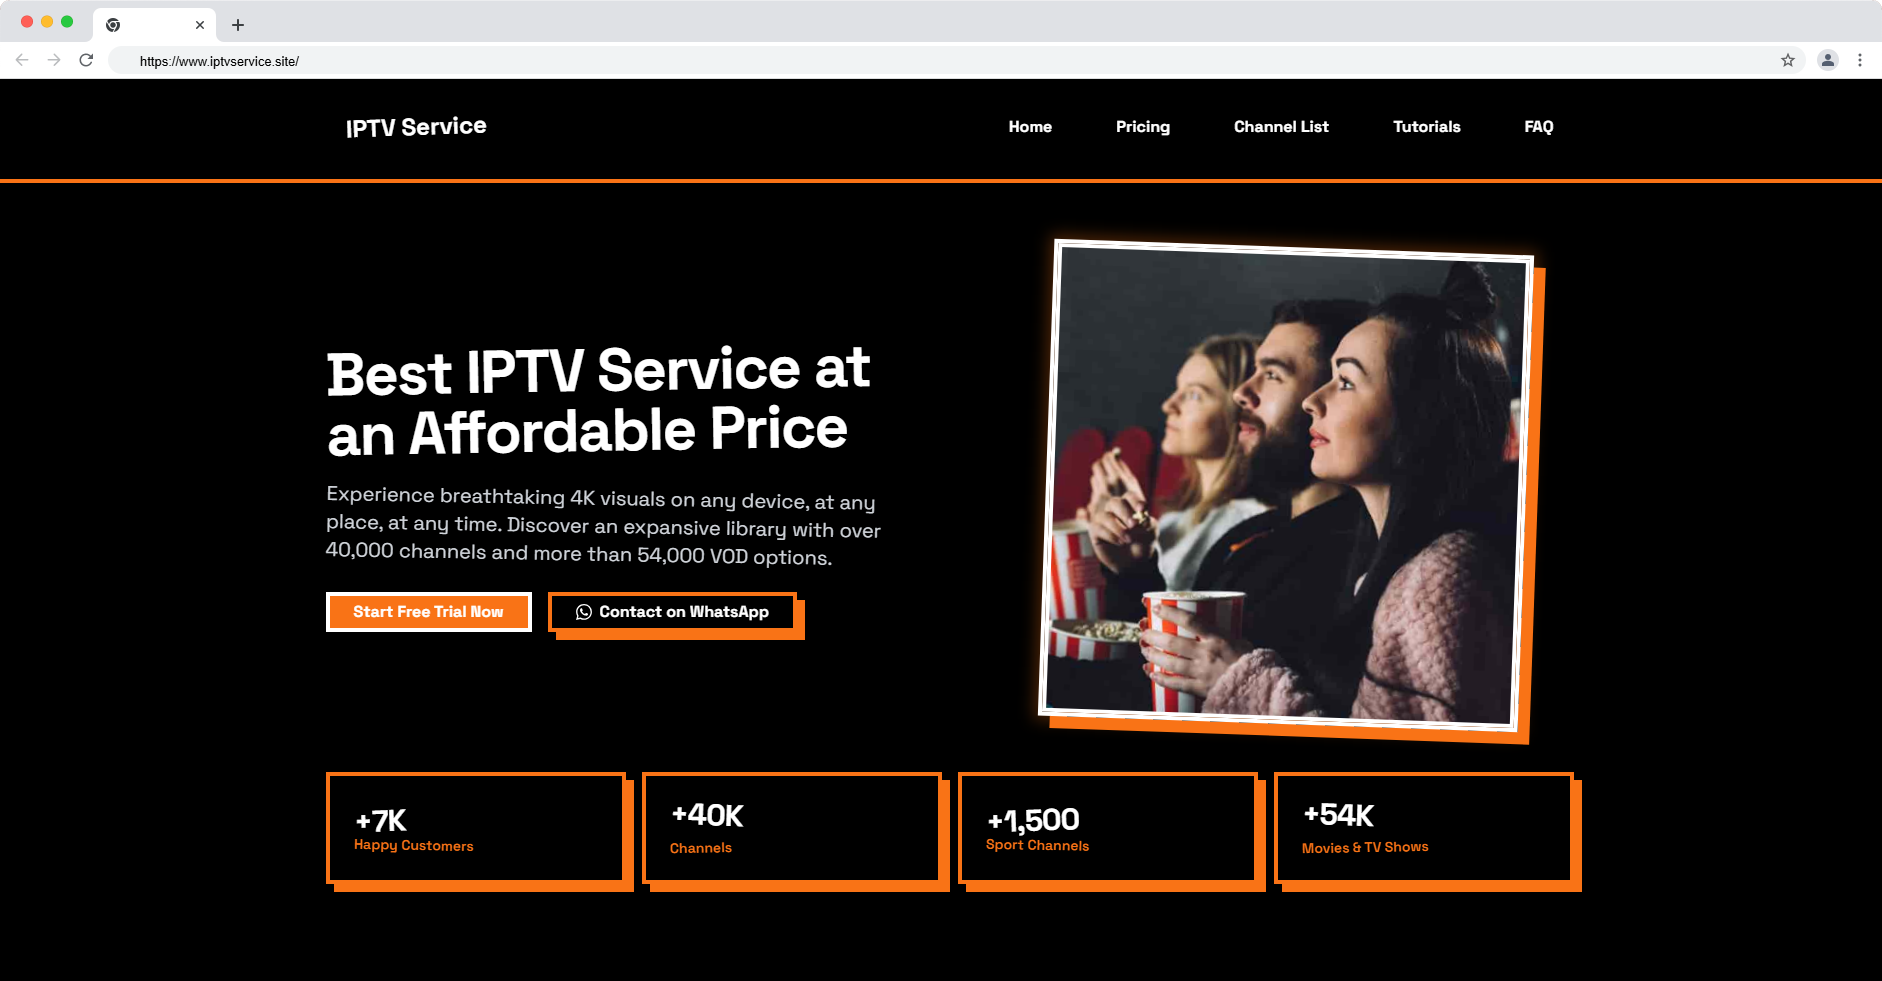 https://www.iptvservice.site/
IPTV Service
Home
Pricing
Channel List
Tutorials
FAQ
Best IPTV Service at
an Affordable Price
Experience breathtaking 4K visuals on any device, at any
place, at any time. Discover an expansive library with over
40,000 channels and more than 54,000 VOD options.
Start Free Trial Now
Contact on WhatsApp
+7K
Happy Customers
+40K
Channels
+1,500
Sport Channels
+54K
Movies & TV Shows